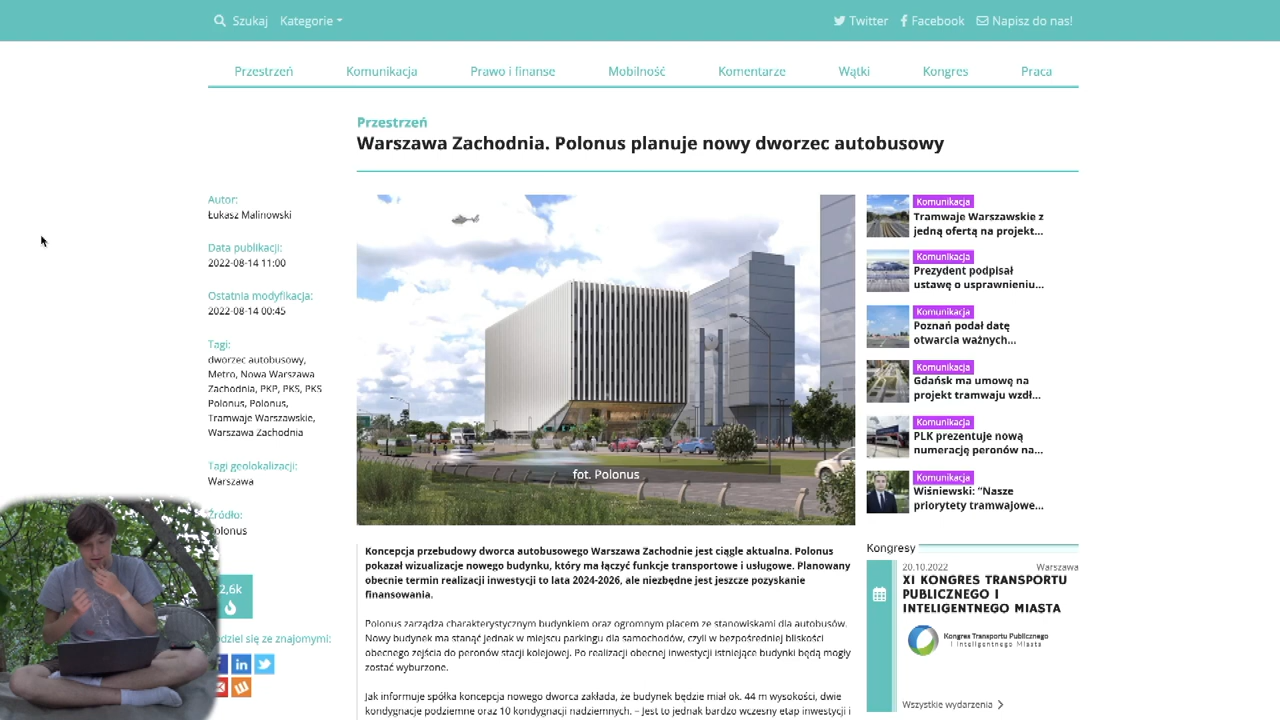 Szukaj Kategorie
Twitter Facebook Napisz do nas!
Przestrzeń Komunikacja Prawo i finanse Mobilność Komentarze Wątki Kongres Praca
Przestrzeń
Warszawa Zachodnia. Polonus planuje nowy dworzec autobusowy
Autor:
Łukasz Malinowski
Data publikacji:
2022-08-14 11:00
Ostatnia modyfikacja:
2022-08-14 00:45
Tagi:
dworzec autobusowy,
Metro, Nowa Warszawa
Zachodnia, PKP, PKS, PKS
Polonus, Polonus,
Tramwaje Warszawskie,
Warszawa Zachodnia
Tagi geolokalizacji:
Warszawa
Źródło:
olonus
2,6k
odziel się ze znajomymi:
fot. Polonus
Koncepcja przebudowy dworca autobusowego Warszawa Zachodnie jest ciągle aktualna. Polonus
pokazał wizualizacje nowego budynku, który ma łączyć funkcje transportowe i usługowe. Planowany
obecnie termin realizacji inwestycji to lata 2024-2026, ale niezbędne jest jeszcze pozyskanie
finansowania.
Polonus zarządza charakterystycznym budynkiem oraz ogromnym placem ze stanowiskami dla autobusów.
Nowy budynek ma stanąć jednak w miejscu parkingu dla samochodów, czyli w bezpośredniej bliskości
obecnego zejścia do peronów stacji kolejowej. Po realizacji obecnej inwestycji istniejące budynki będą mogły
zostać wyburzone.
Jak informuje spółka koncepcja nowego dworca zakłada, że budynek będzie miał ok. 44 m wysokości, dwie
kondygnacje podziemne oraz 10 kondygnacji nadziemnych. – Jest to jednak bardzo wczesny etap inwestycji i
Komunikacja
Tramwaje Warszawskie z
jedną ofertą na projekt...
Komunikacja
Prezydent podpisał
ustawę o usprawnieniu...
Komunikacja
Poznań podał datę
otwarcia ważnych...
Komunikacja
Gdańsk ma umowę na
projekt tramwaju wzdł...
Komunikacja
PLK prezentuje nową
numerację peronów na...
Komunikacja
Wiśniewski: "Nasze
priorytety tramwajowe...
Kongresy
20.10.2022 Warszawa
XI KONGRES TRANSPORTU
PUBLICZNEGO I
INTELIGENTNEGO MIASTA
Kongres Transportu Publicznego
i Inteligentnego Miasta
Wszystkie wydarzenia